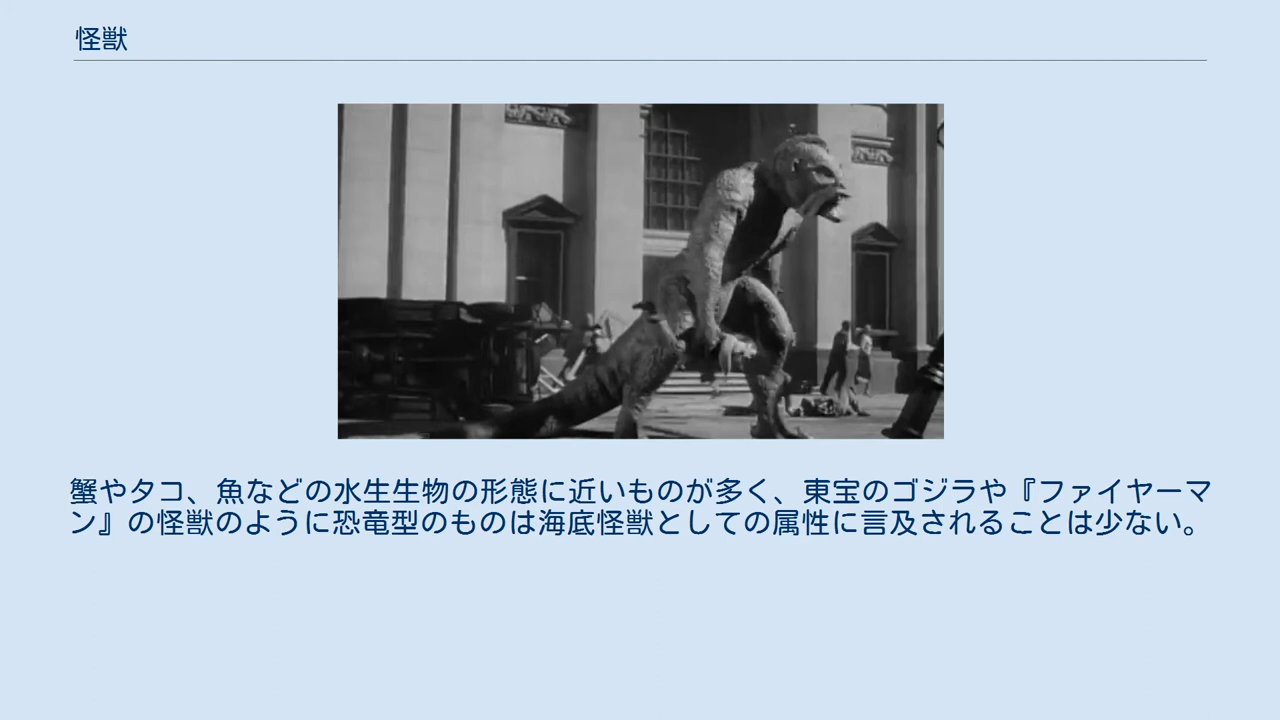 怪獣
蟹やタコ、魚などの水生生物の形態に近いものが多く、東宝のゴジラや『ファイヤーマ
ン』の怪獣のように恐竜型のものは海底怪獣としての属性に言及されることは少ない。